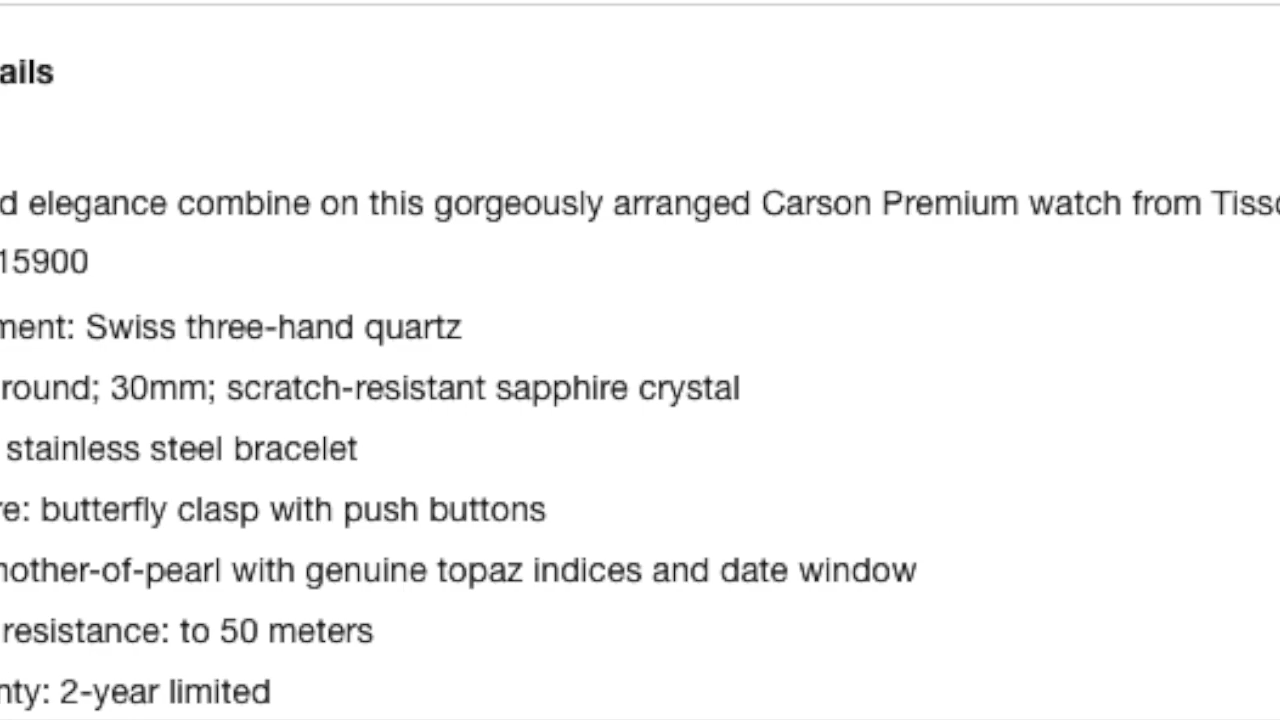 ails
d elegance combine on this gorgeously arranged Carson Premium watch from Tisso
15900
ment: Swiss three-hand quartz
round; 30mm; scratch-resistant sapphire crystal
stainless steel bracelet
re: butterfly clasp with push buttons
mother-of-pearl with genuine topaz indices and date window
resistance: to 50 meters
nty: 2-year limited